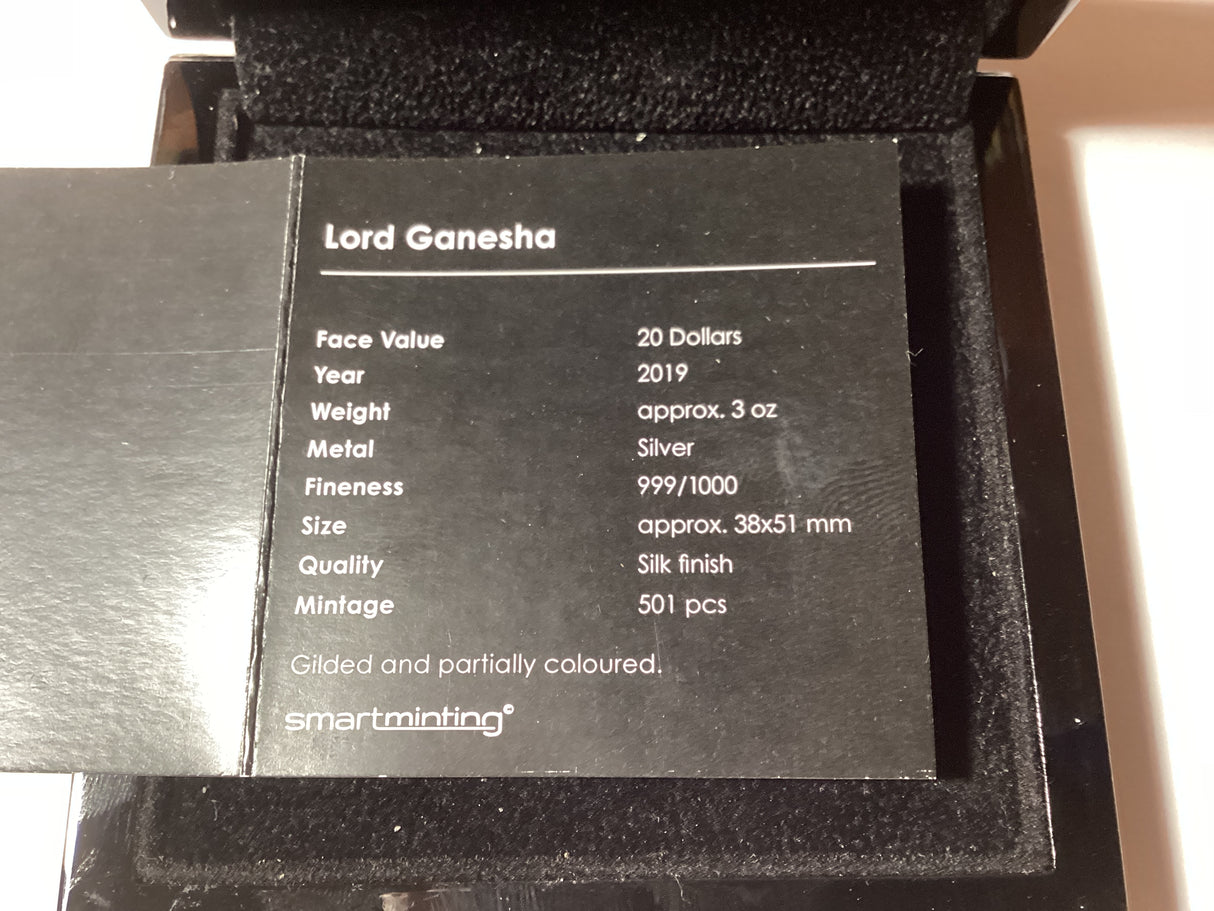 Lord Ganesha
Face Value 20 Dollars
Year 2019
Weight approx. 3 oz
Metal Silver
Fineness 999/1000
Size approx. 38x51 mm
Quality Silk finish
Mintage 501 pcs
Gilded and partially coloured.
smartminting©